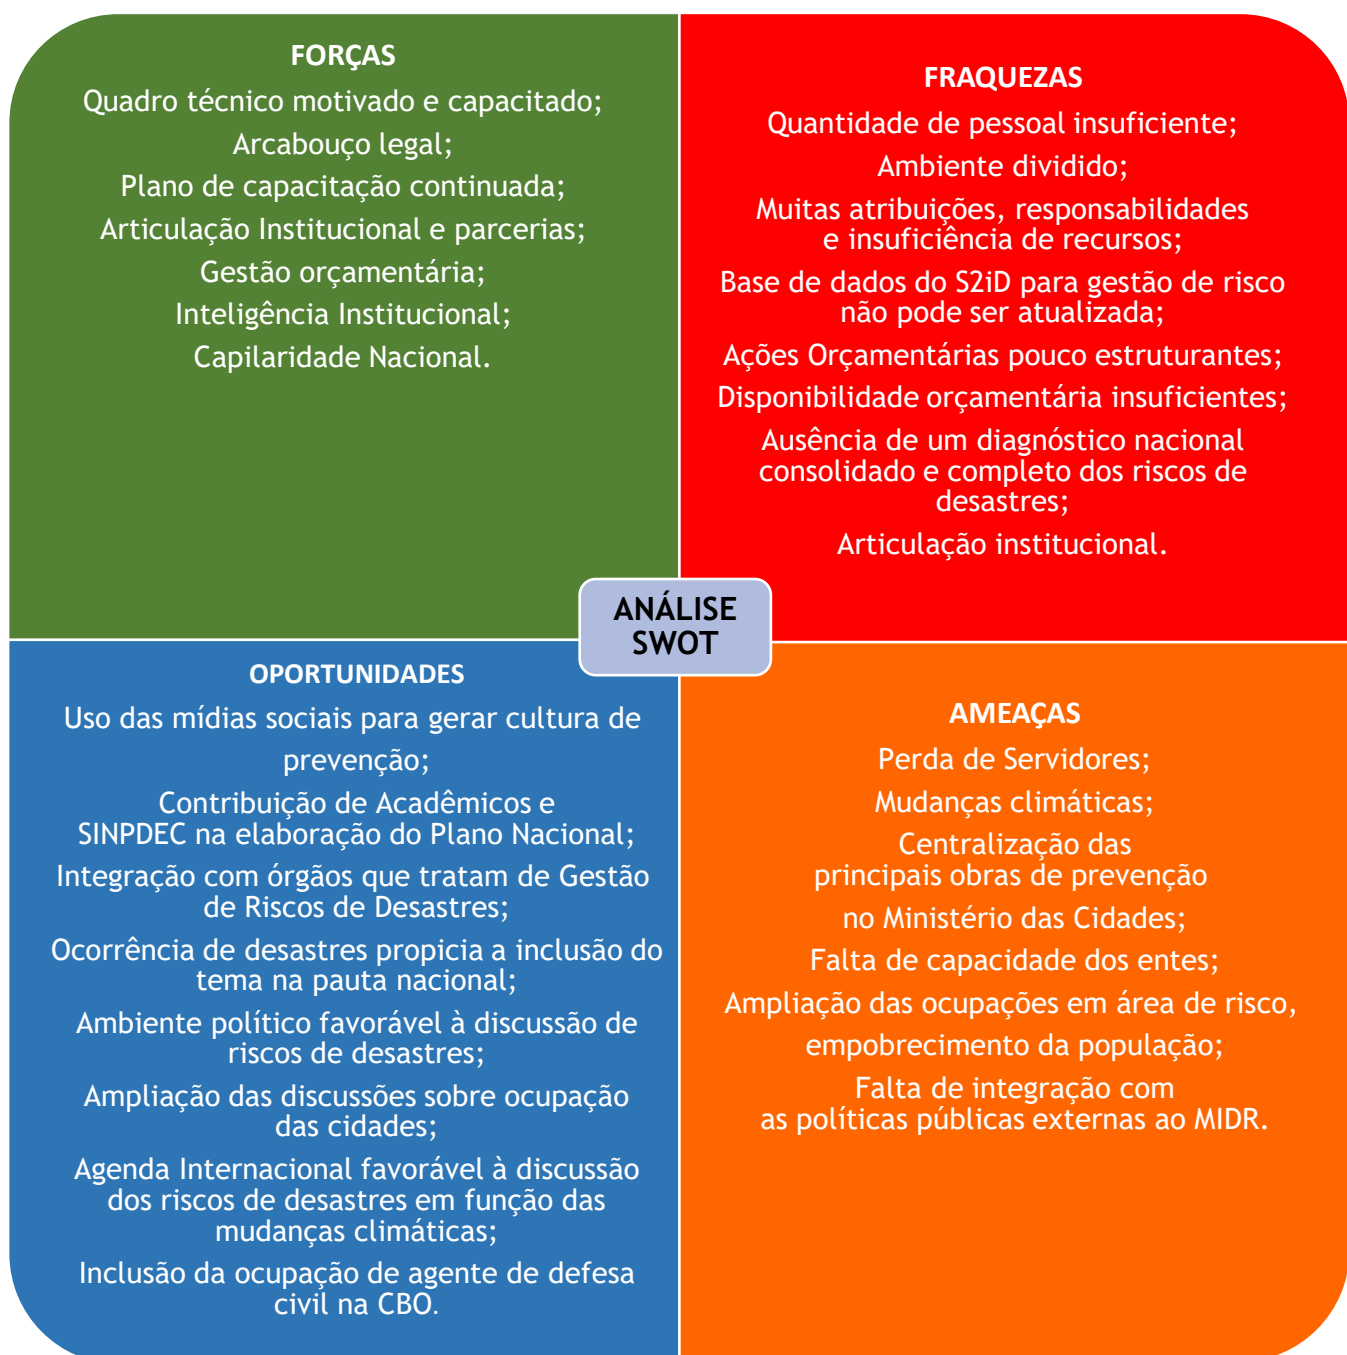 FORÇAS
Quadro técnico motivado e capacitado;
Arcabouço legal;
Plano de capacitação continuada;
Articulação Institucional e parcerias;
Gestão orçamentária;
Inteligência Institucional;
Capilaridade Nacional.
FRAQUEZAS
Quantidade de pessoal insuficiente;
Ambiente dividido;
Muitas atribuições, responsabilidades
e insuficiência de recursos;
Base de dados do S2iD para gestão de risco
não pode ser atualizada;
Ações Orçamentárias pouco estruturantes;
Disponibilidade orçamentária insuficientes;
Ausência de um diagnóstico nacional
consolidado e completo dos riscos de
desastres;
Articulação institucional.
ANÁLISE
SWOT
OPORTUNIDADES
Uso das mídias sociais para gerar cultura de
prevenção;
Contribuição de Acadêmicos e
SINPDEC na elaboração do Plano Nacional;
Integração com órgãos que tratam de Gestão
de Riscos de Desastres;
Ocorrência de desastres propicia a inclusão do
tema na pauta nacional;
Ambiente político favorável à discussão de
riscos de desastres;
Ampliação das discussões sobre ocupação
das cidades;
Agenda Internacional favorável à discussão
dos riscos de desastres em função das
mudanças climáticas;
Inclusão da ocupação de agente de defesa
civil na CBO.
AMEAÇAS
Perda de Servidores;
Mudanças climáticas;
Centralização das
principais obras de prevenção
no Ministério das Cidades;
Falta de capacidade dos entes;
Ampliação das ocupações em área de risco,
empobrecimento da população;
Falta de integração com
as políticas públicas externas ao MIDR.